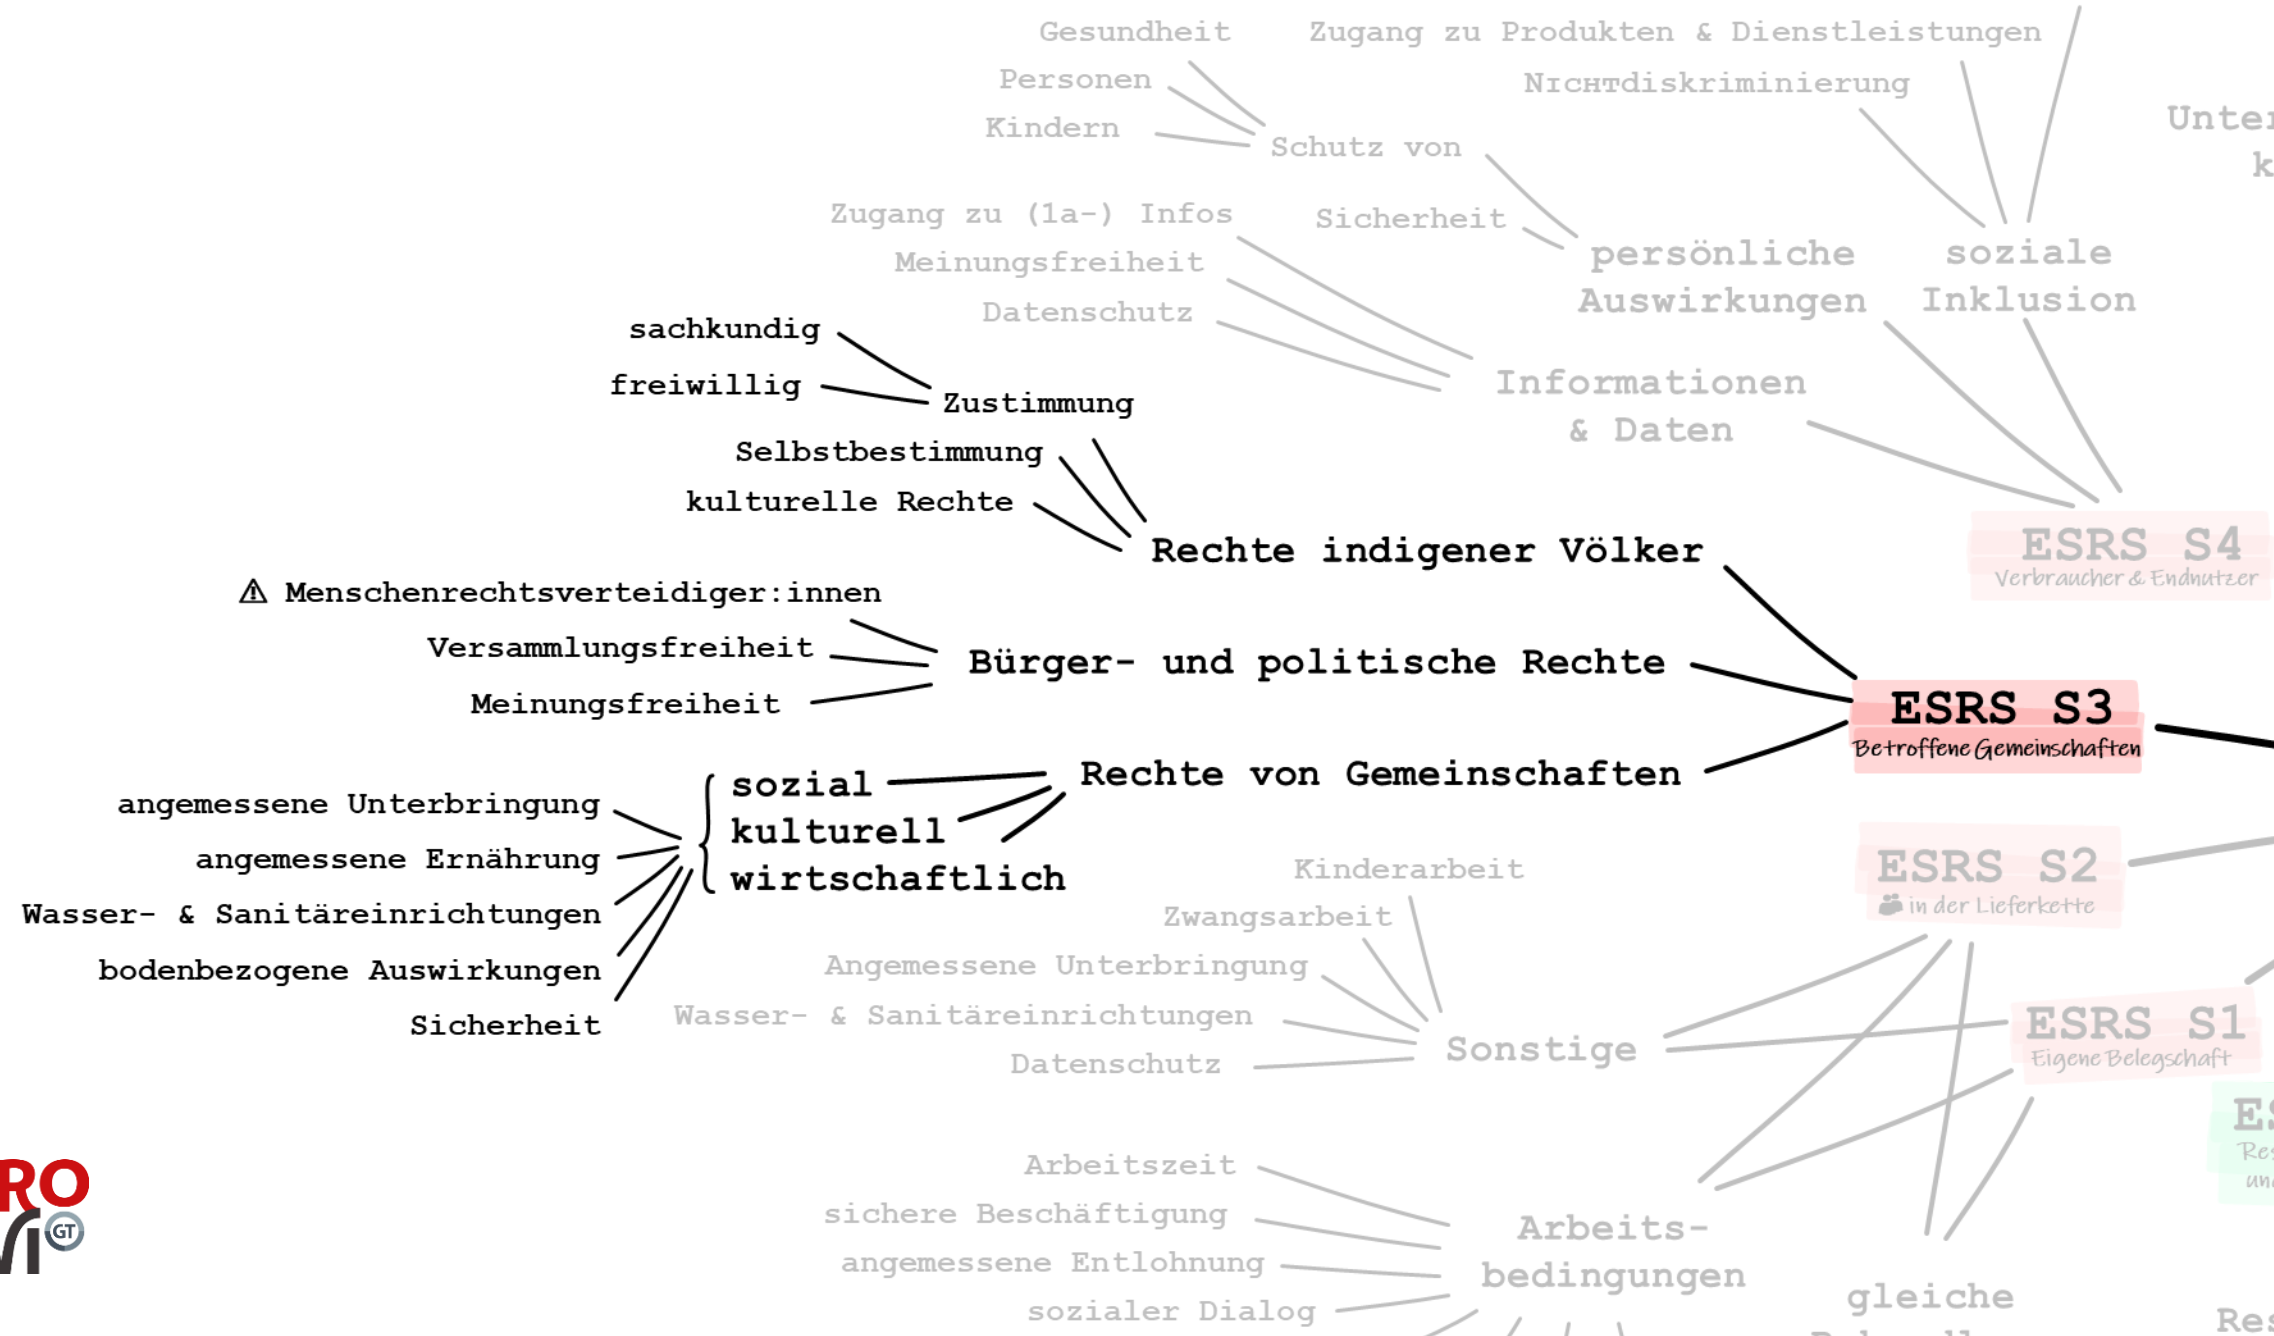 Gesundheit
Personen
Kindern
Schutz von
Sicherheit
Zugang zu Produkten & Dienstleistungen
NICHTdiskriminierung
persönliche
Auswirkungen
soziale
Inklusion
Zugang zu (1a-) Infos
Meinungsfreiheit
Datenschutz
Informationen
& Daten
ESRS S4
Verbraucher & Endnutzer
sachkundig
freiwillig
Zustimmung
Selbstbestimmung
kulturelle Rechte
Rechte indigener Völker
⚠ Menschenrechtsverteidiger:innen
Versammlungsfreiheit
Meinungsfreiheit
Bürger- und politische Rechte
ESRS S3
Betroffene Gemeinschaften
Rechte von Gemeinschaften
sozial
kulturell
wirtschaftlich
angemessene Unterbringung
angemessene Ernährung
Wasser- & Sanitäreinrichtungen
bodenbezogene Auswirkungen
Sicherheit
ESRS S2
in der Lieferkette
Kinderarbeit
Zwangsarbeit
Angemessene Unterbringung
Wasser- & Sanitäreinrichtungen
Datenschutz
Sonstige
ESRS S1
Eigene Belegschaft
Arbeitszeit
sichere Beschäftigung
angemessene Entlohnung
sozialer Dialog
Arbeits-
bedingungen
gleiche
RO
GT